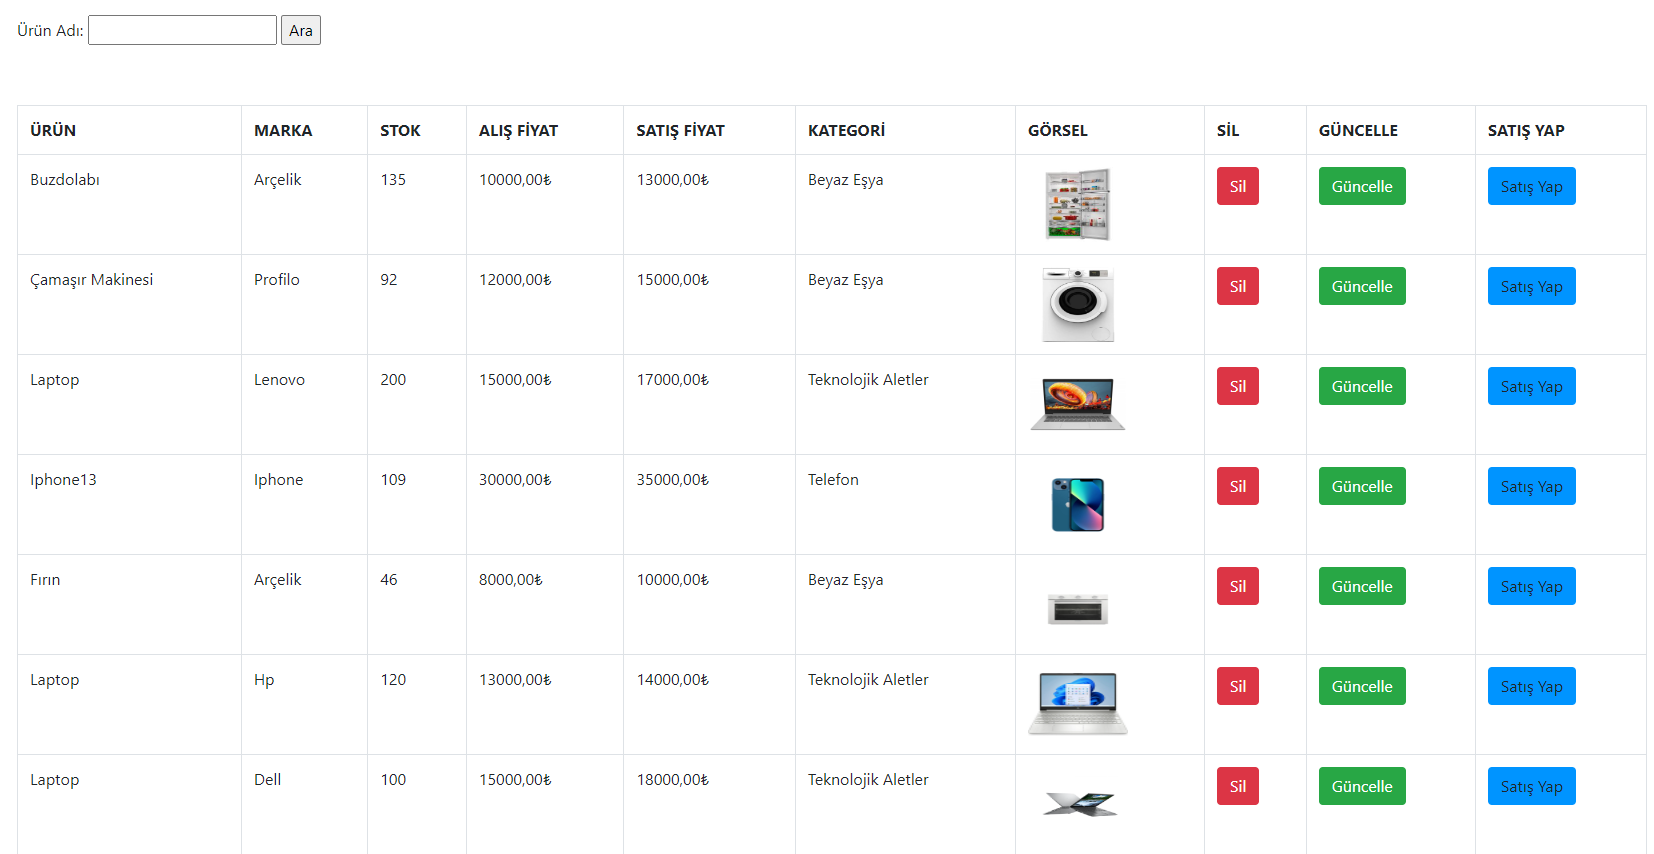 Ürün Adı: Ara
ÜRÜN MARKA STOK ALIŞ FİYAT SATIŞ FİYAT KATEGORİ GÖRSEL SİL GÜNCELLE SATIŞ YAP
Buzdolabı Arçelik 135 10000,00₺ 13000,00₺ Beyaz Eşya Sil Güncelle Satış Yap
Çamaşır Makinesi Profilo 92 12000,00₺ 15000,00₺ Beyaz Eşya Sil Güncelle Satış Yap
Laptop Lenovo 200 15000,00₺ 17000,00₺ Teknolojik Aletler Sil Güncelle Satış Yap
Iphone13 Iphone 109 30000,00₺ 35000,00₺ Telefon Sil Güncelle Satış Yap
Fırın Arçelik 46 8000,00₺ 10000,00₺ Beyaz Eşya Sil Güncelle Satış Yap
Laptop Hp 120 13000,00₺ 14000,00₺ Teknolojik Aletler Sil Güncelle Satış Yap
Laptop Dell 100 15000,00₺ 18000,00₺ Teknolojik Aletler Sil Güncelle Satış Yap